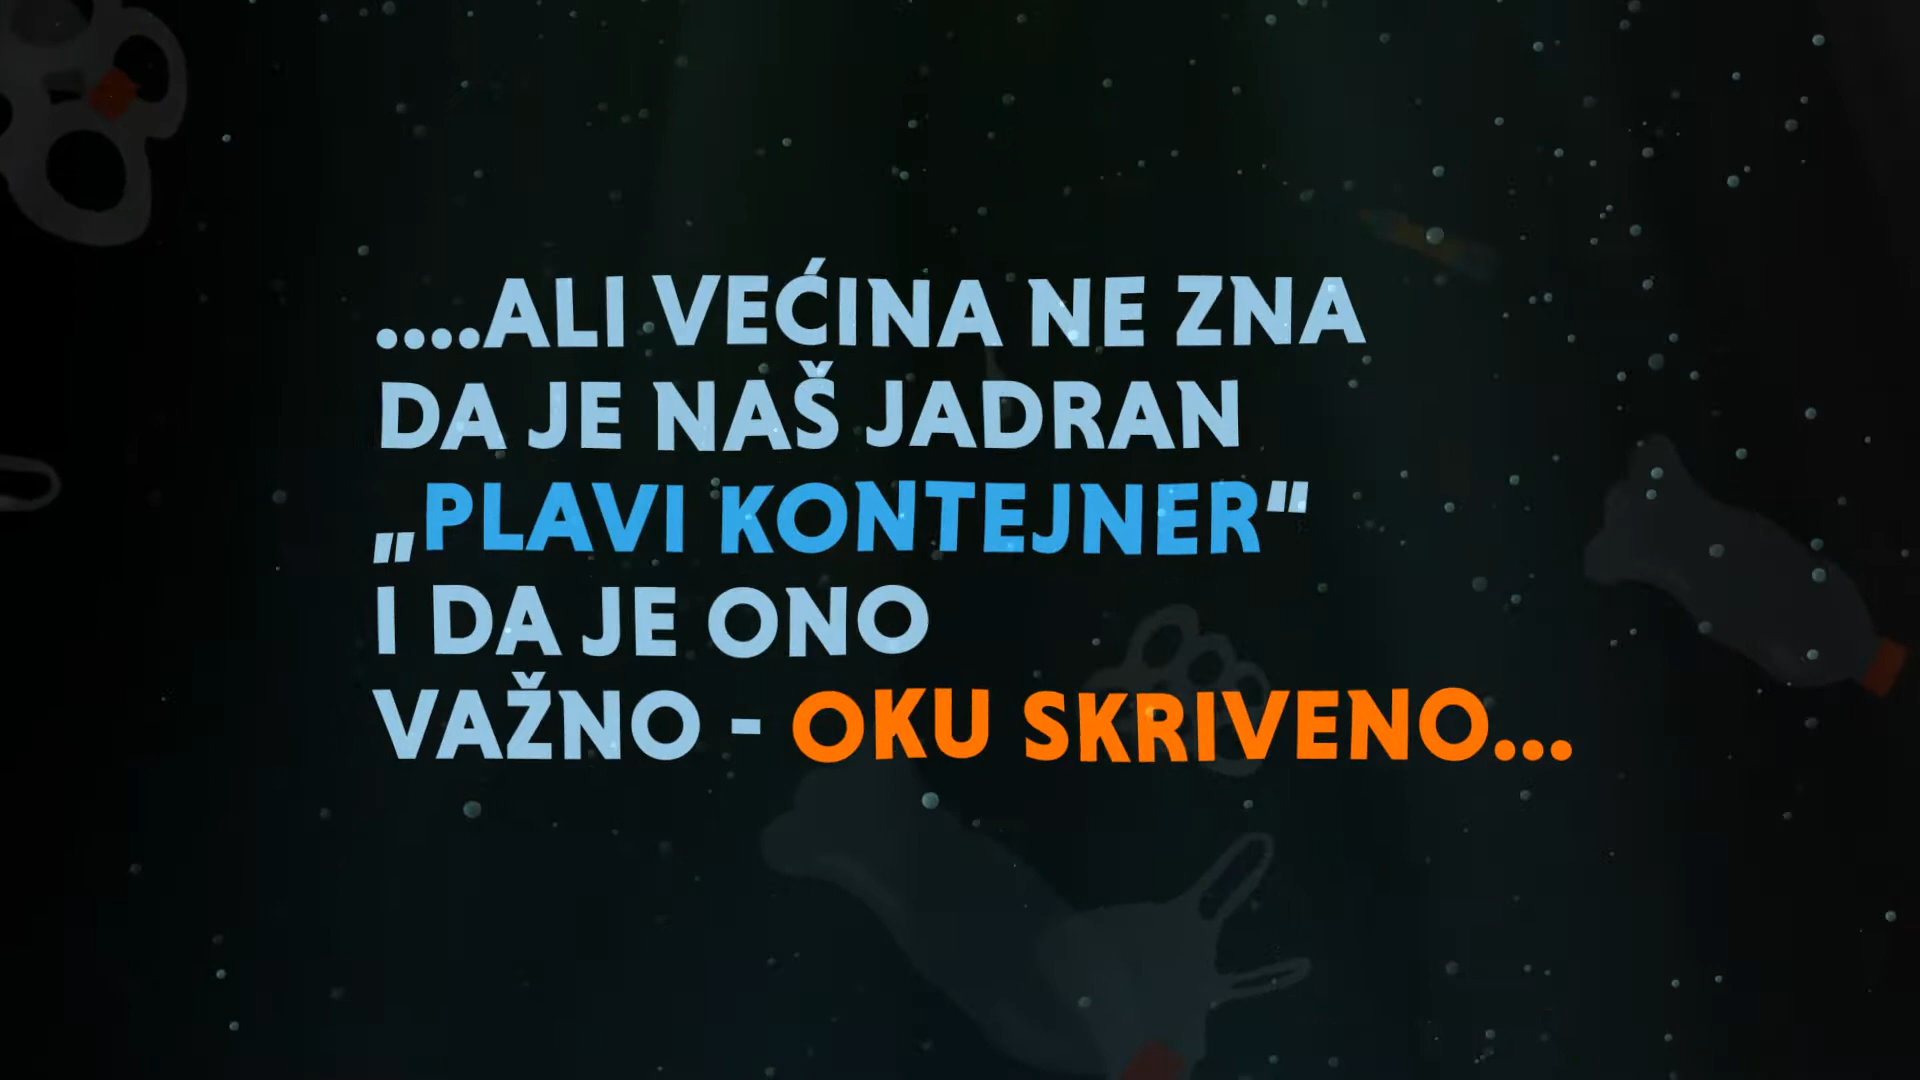 ....ALI VEĆINA NE ZNA
DA JE NAŠ JADRAN
„PLAVI KONTEJNER“
I DA JE ONO
VAŽNO - OKU SKRIVENO...